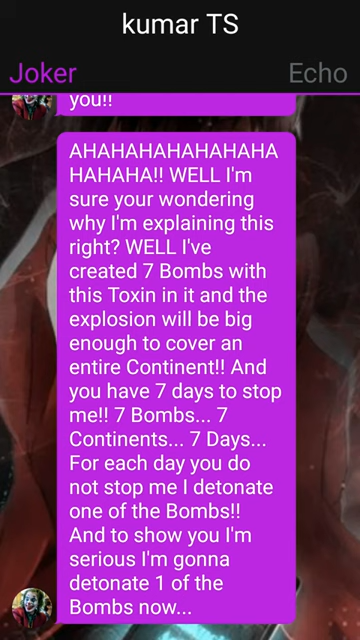 kumar TS
Joker
Echo
you!!
AHAHAHAHAHAHAHA
HAHAHA!! WELL I'm
sure your wondering
why I'm explaining this
right? WELL I've
created 7 Bombs with
this Toxin in it and the
explosion will be big
enough to cover an
entire Continent!! And
you have 7 days to stop
me!! 7 Bombs... 7
Continents... 7 Days...
For each day you do
not stop me I detonate
one of the Bombs!!
And to show you I'm
serious I'm gonna
detonate 1 of the
Bombs now...